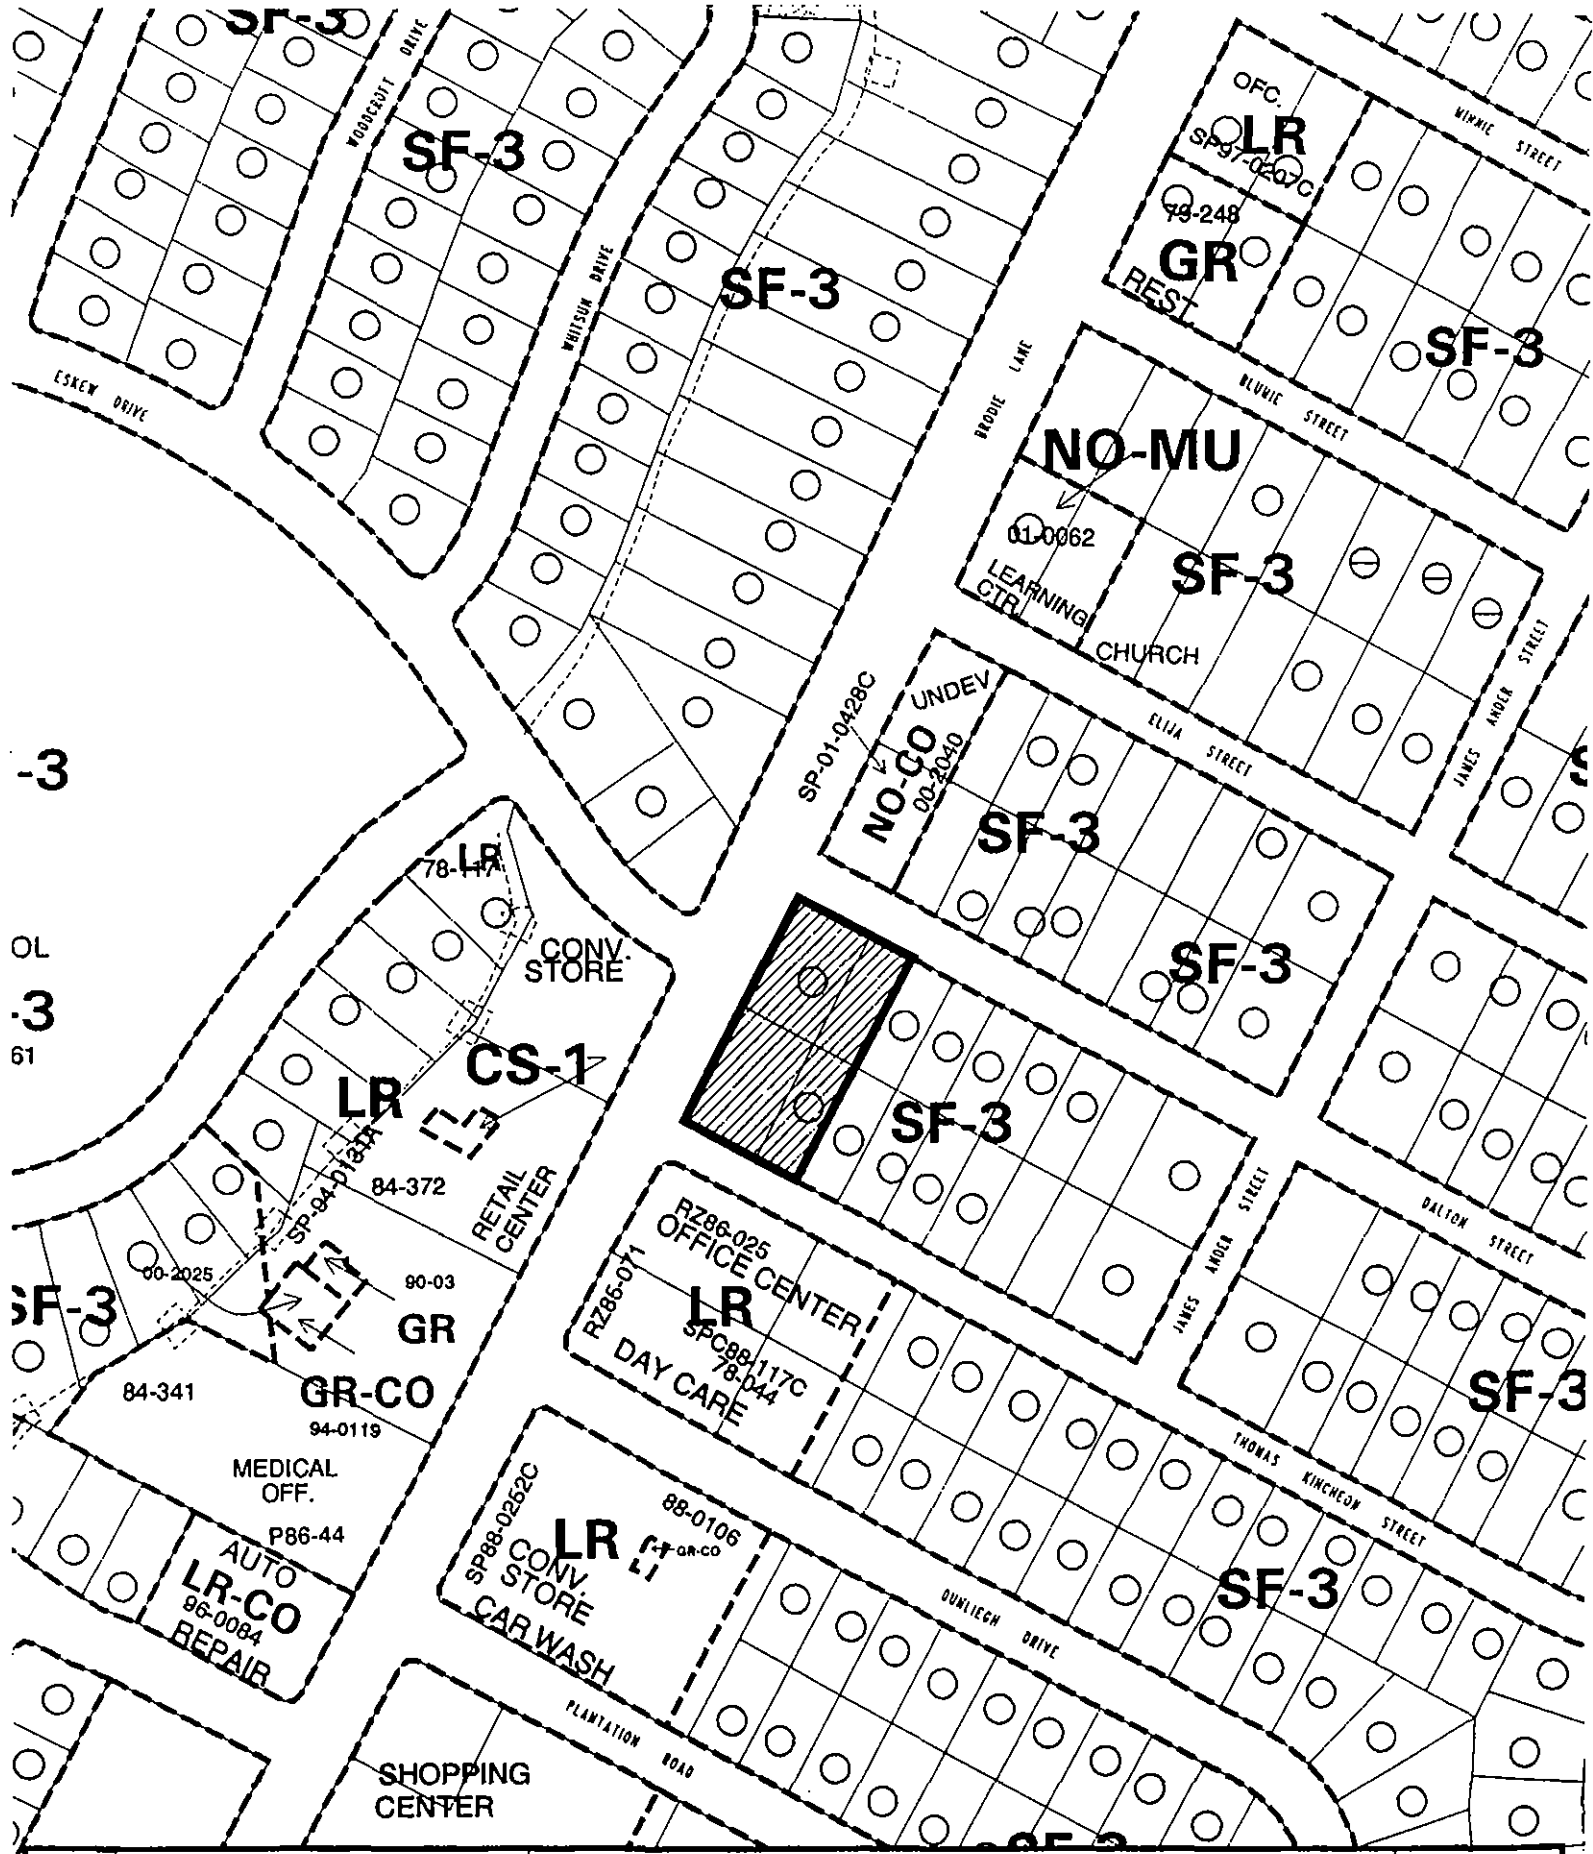 SF-3
WOODCROFT DRIVE
SF-3
WHITSUN DRIVE
SF-3
ESKEW DRIVE
OFC.
LR
SP97-0207C
79-248
GR
REST.
MINNIE STREET
SF-3
BRODIE LANE
BLUMIE STREET
NO-MU
01-0062
LEARNING
CTR.
SF-3
CHURCH
JAMES ANDER STREET
UNDEV
SP-01-0428C
NO-CO
00-2040
ELIJA STREET
SF-3
SF-3
-3
OL
-3
61
LR
78-117
CONV.
STORE
CS-1
LR
SP-94-0131A
84-372
RETAIL
CENTER
SF-3
JAMES ANDER STREET
DALTON STREET
00-2025
90-03
GR
SF-3
84-341
GR-CO
94-0119
RZ86-025
OFFICE CENTER
RZ85-071
LR
SPC88-117C
78-044
DAY CARE
SF-3
THOMAS KINCHEON STREET
MEDICAL
OFF.
P86-44
AUTO
LR-CO
96-0084
REPAIR
SP88-0252C
LR
88-0106
GR-CO
CONV.
STORE
CAR WASH
SF-3
DUNLIEGH DRIVE
PLANTATION ROAD
SHOPPING
CENTER
SF-3